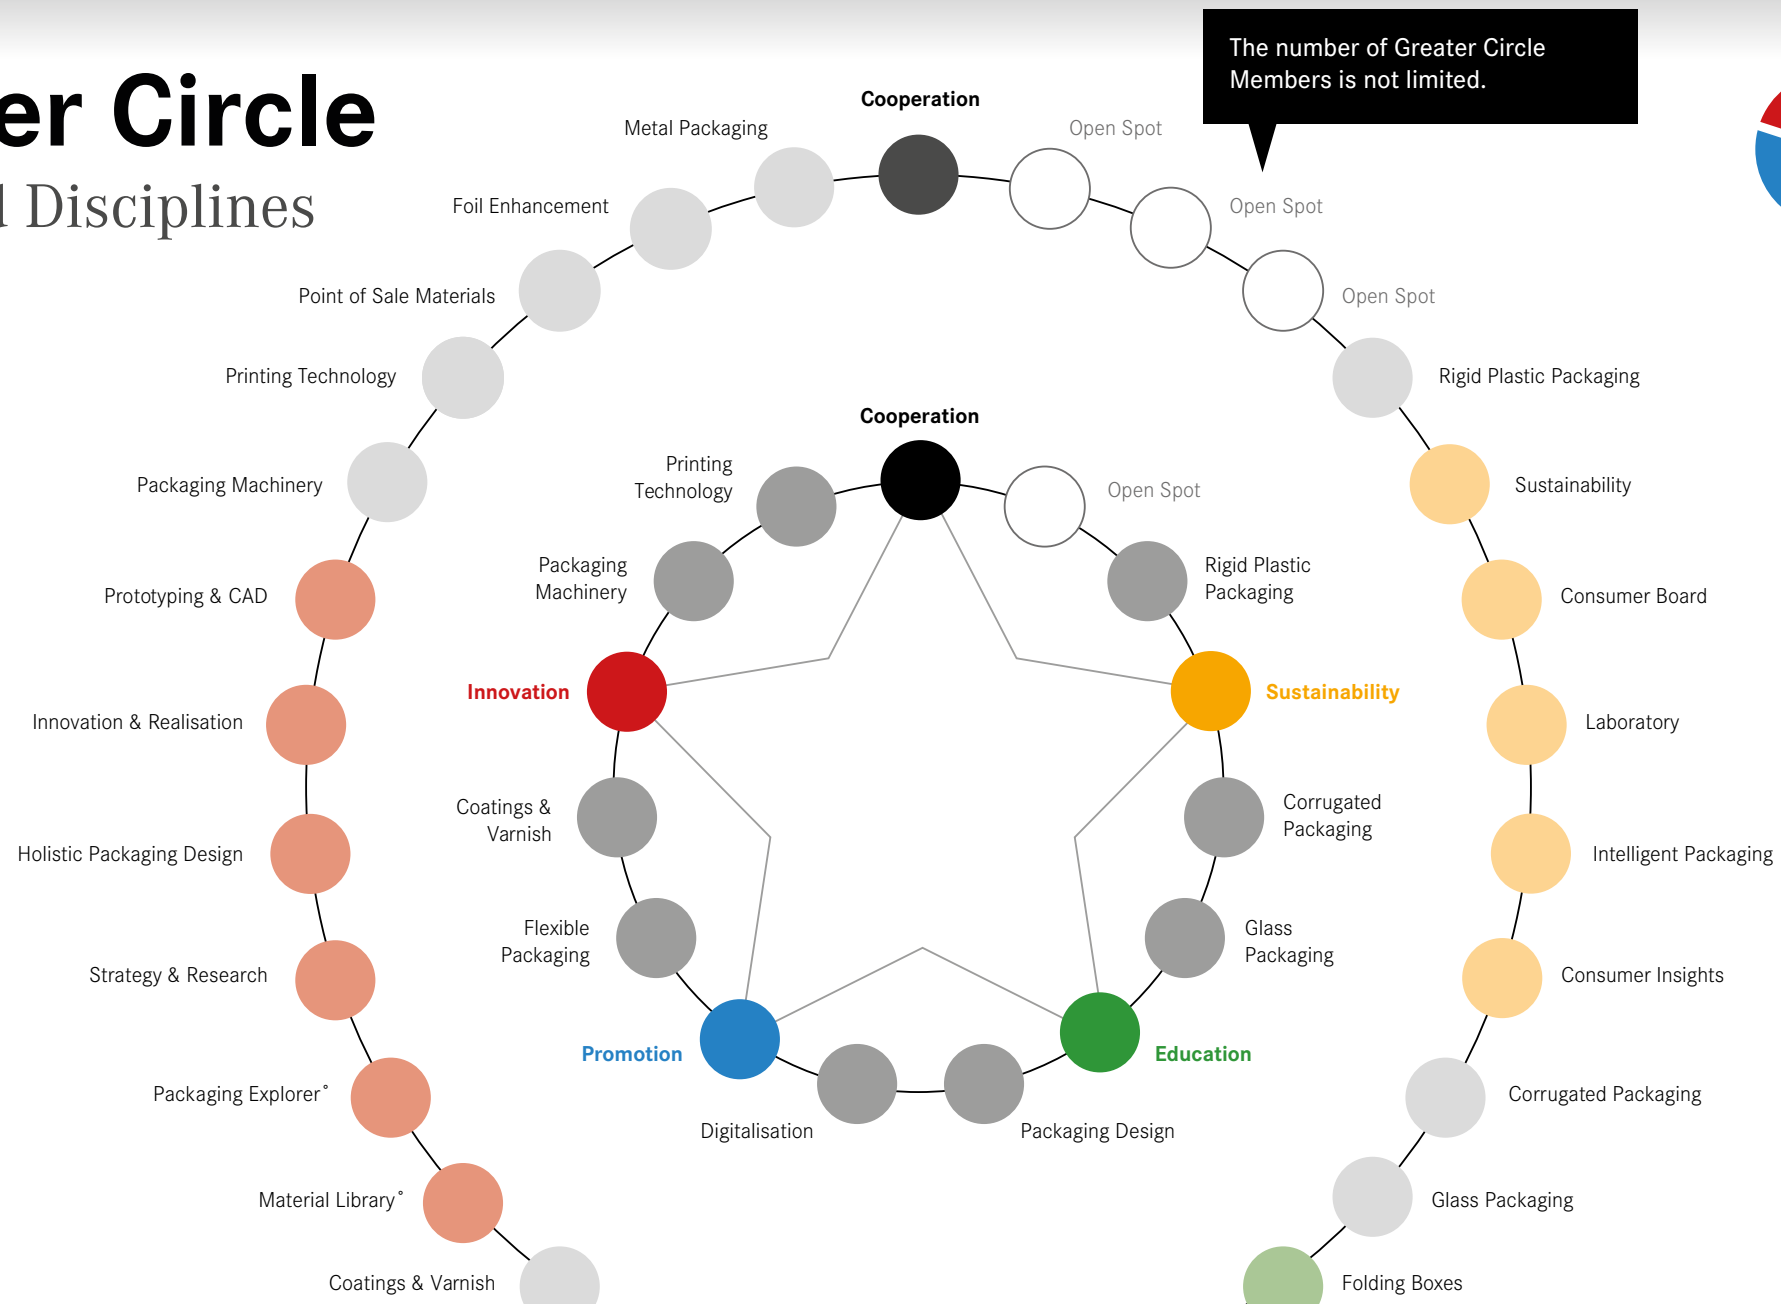 er Circle
Disciplines
The number of Greater Circle
Members is not limited.
Cooperation
Metal Packaging
Open Spot
Foil Enhancement
Open Spot
Point of Sale Materials
Open Spot
Printing Technology
Rigid Plastic Packaging
Packaging Machinery
Sustainability
Prototyping & CAD
Consumer Board
Innovation & Realisation
Laboratory
Holistic Packaging Design
Intelligent Packaging
Strategy & Research
Consumer Insights
Packaging Explorer°
Corrugated Packaging
Material Library°
Glass Packaging
Coatings & Varnish
Folding Boxes
Cooperation
Printing
Technology
Open Spot
Packaging
Machinery
Rigid Plastic
Packaging
Innovation
Sustainability
Coatings &
Varnish
Corrugated
Packaging
Flexible
Packaging
Glass
Packaging
Promotion
Education
Digitalisation
Packaging Design